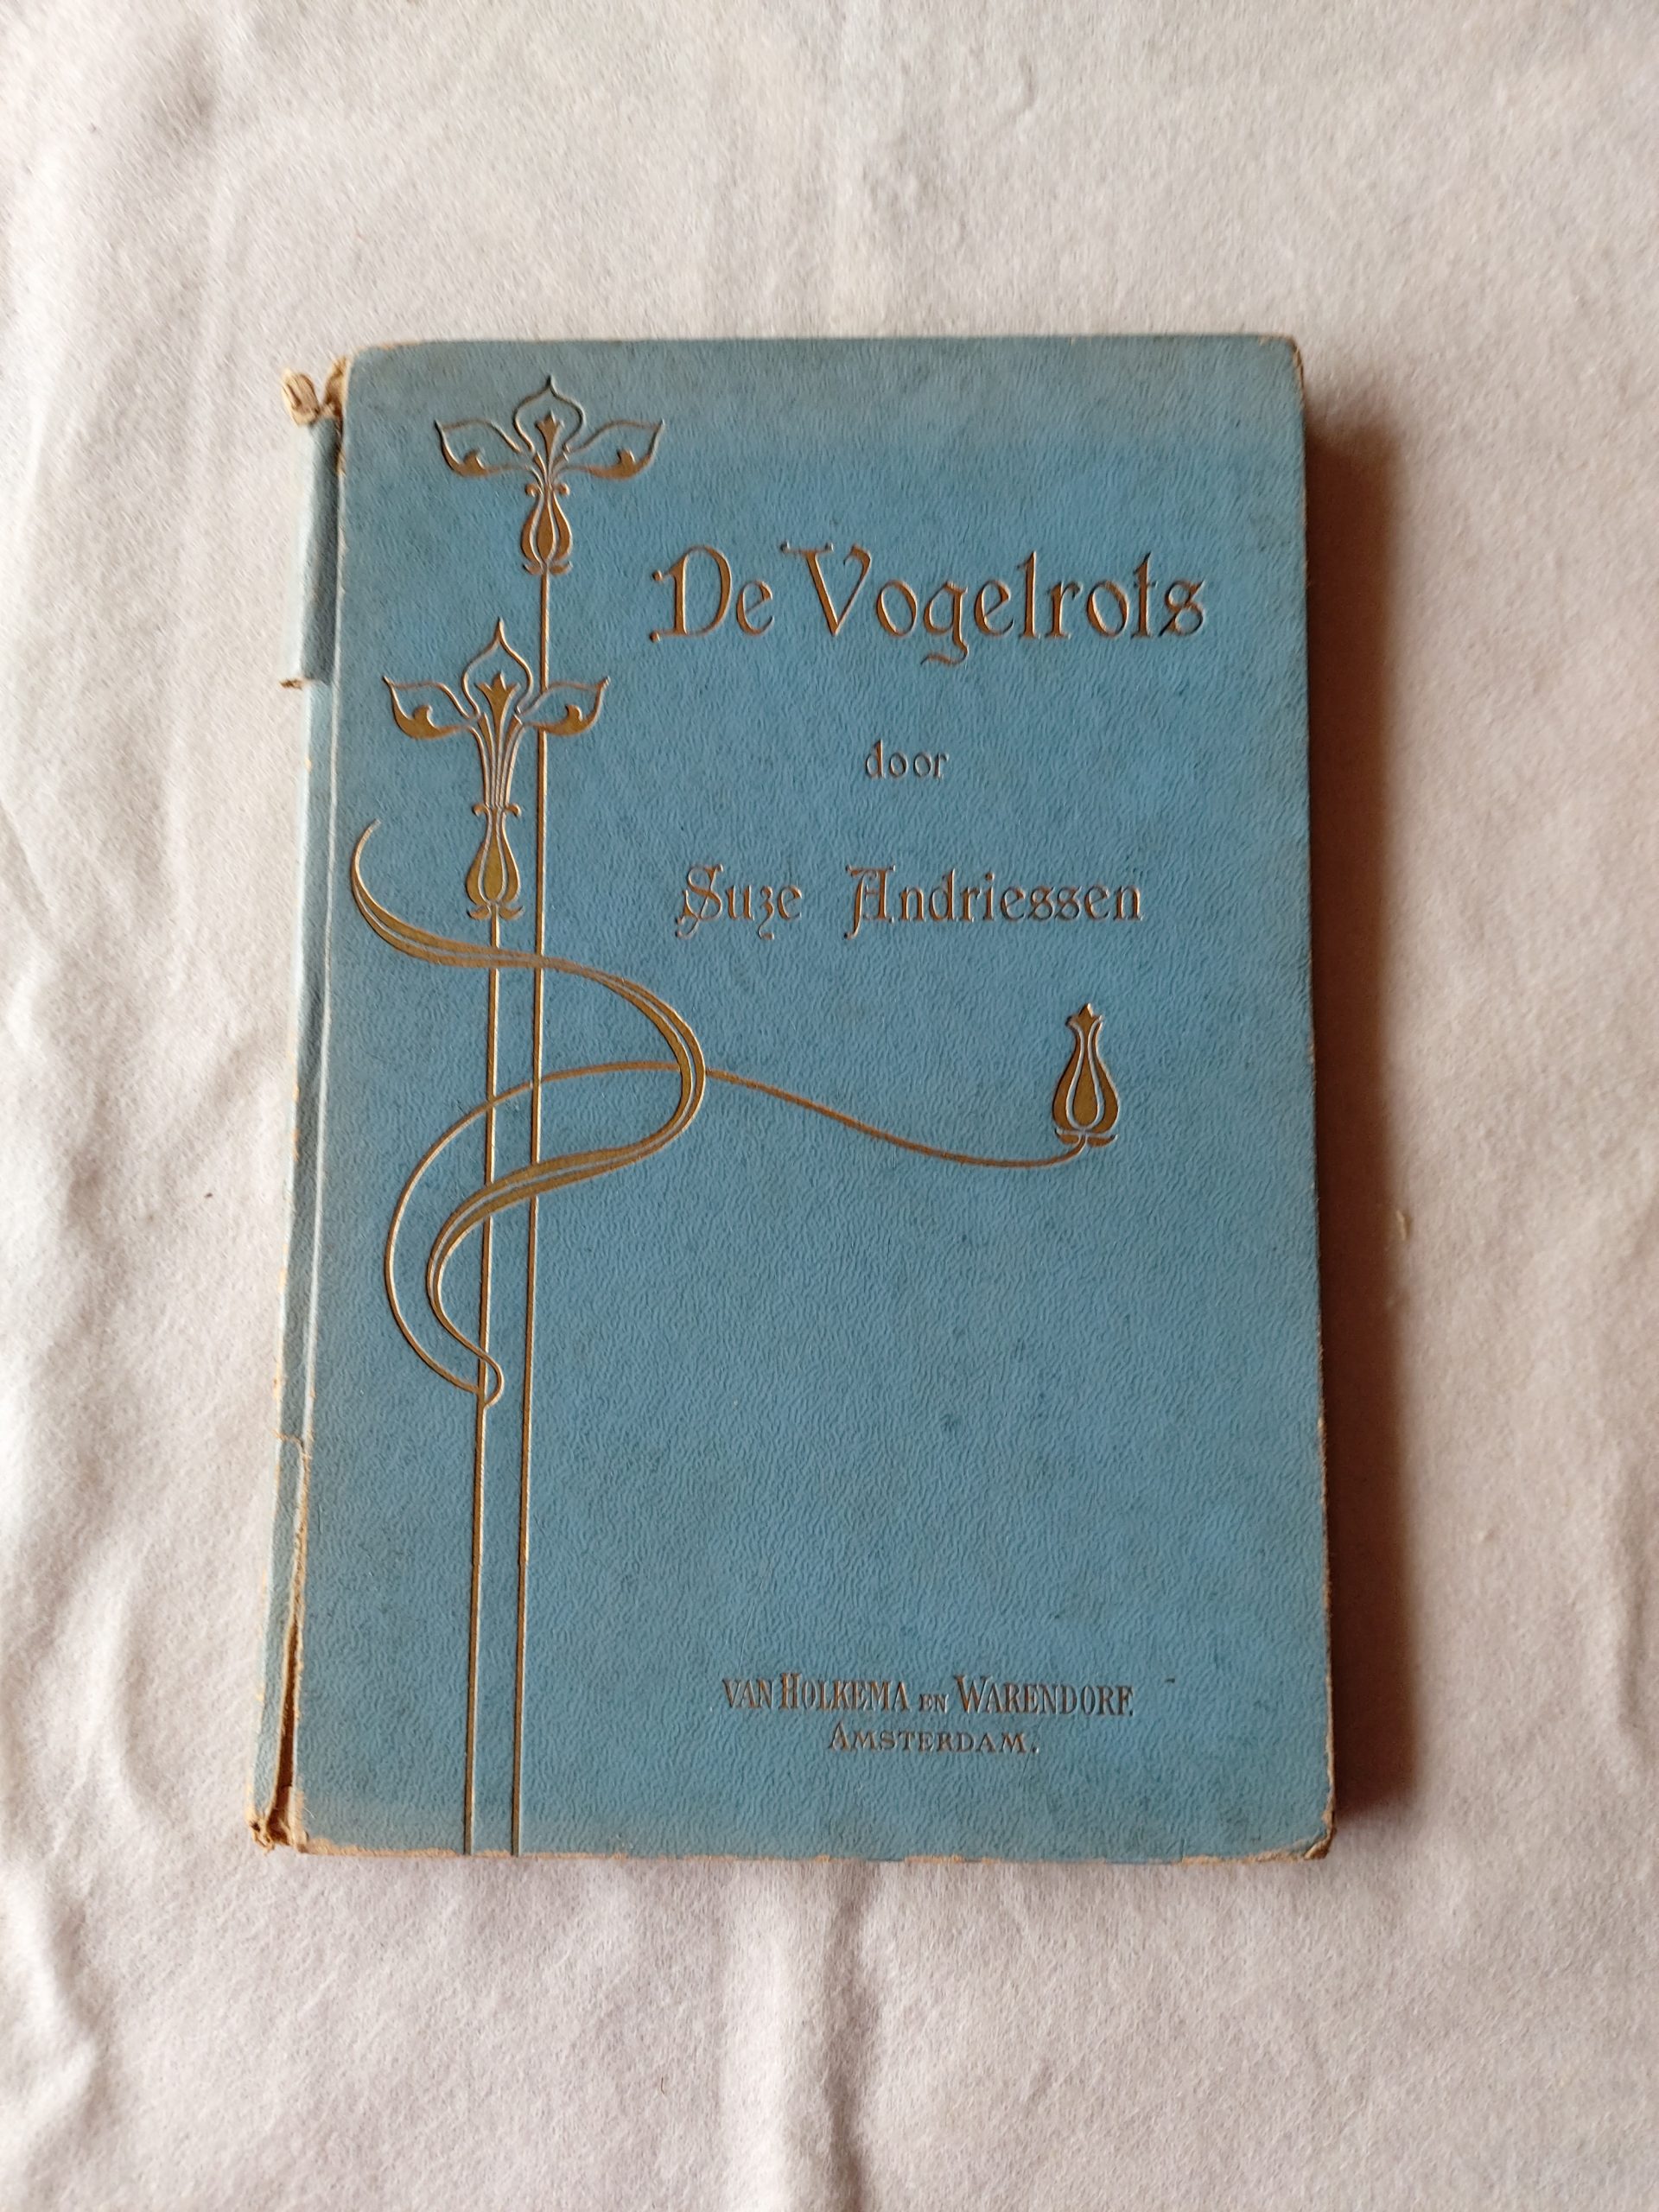 De Vogelrots
door
Suze Andriessen
VAN HOLKEMA EN WARENDORF.
AMSTERDAM.